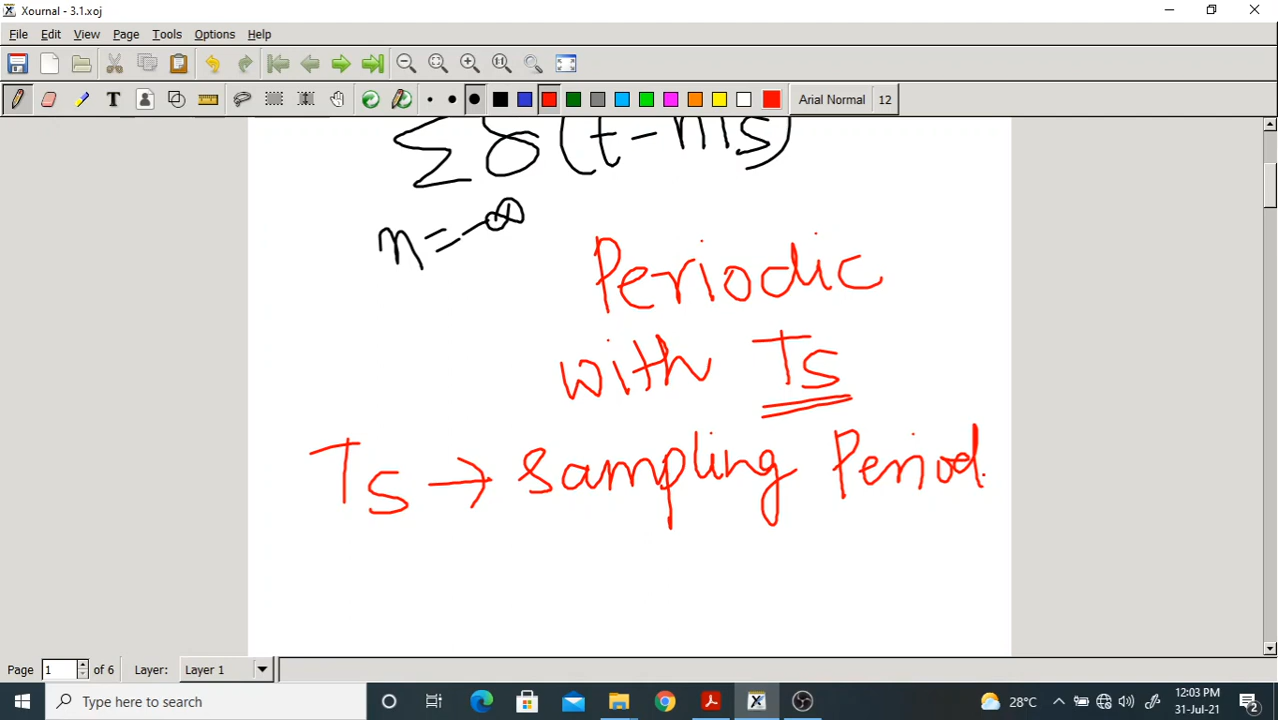 Xournal - 3.1.xoj
File Edit View Page Tools Options Help
Arial Normal 12
∑ δ(t-nTs)
n=-∞
Periodic
with Ts
Ts → Sampling Period
Page 1 of 6 Layer: Layer 1
Type here to search
28°C
12:03 PM
31-Jul-21
2